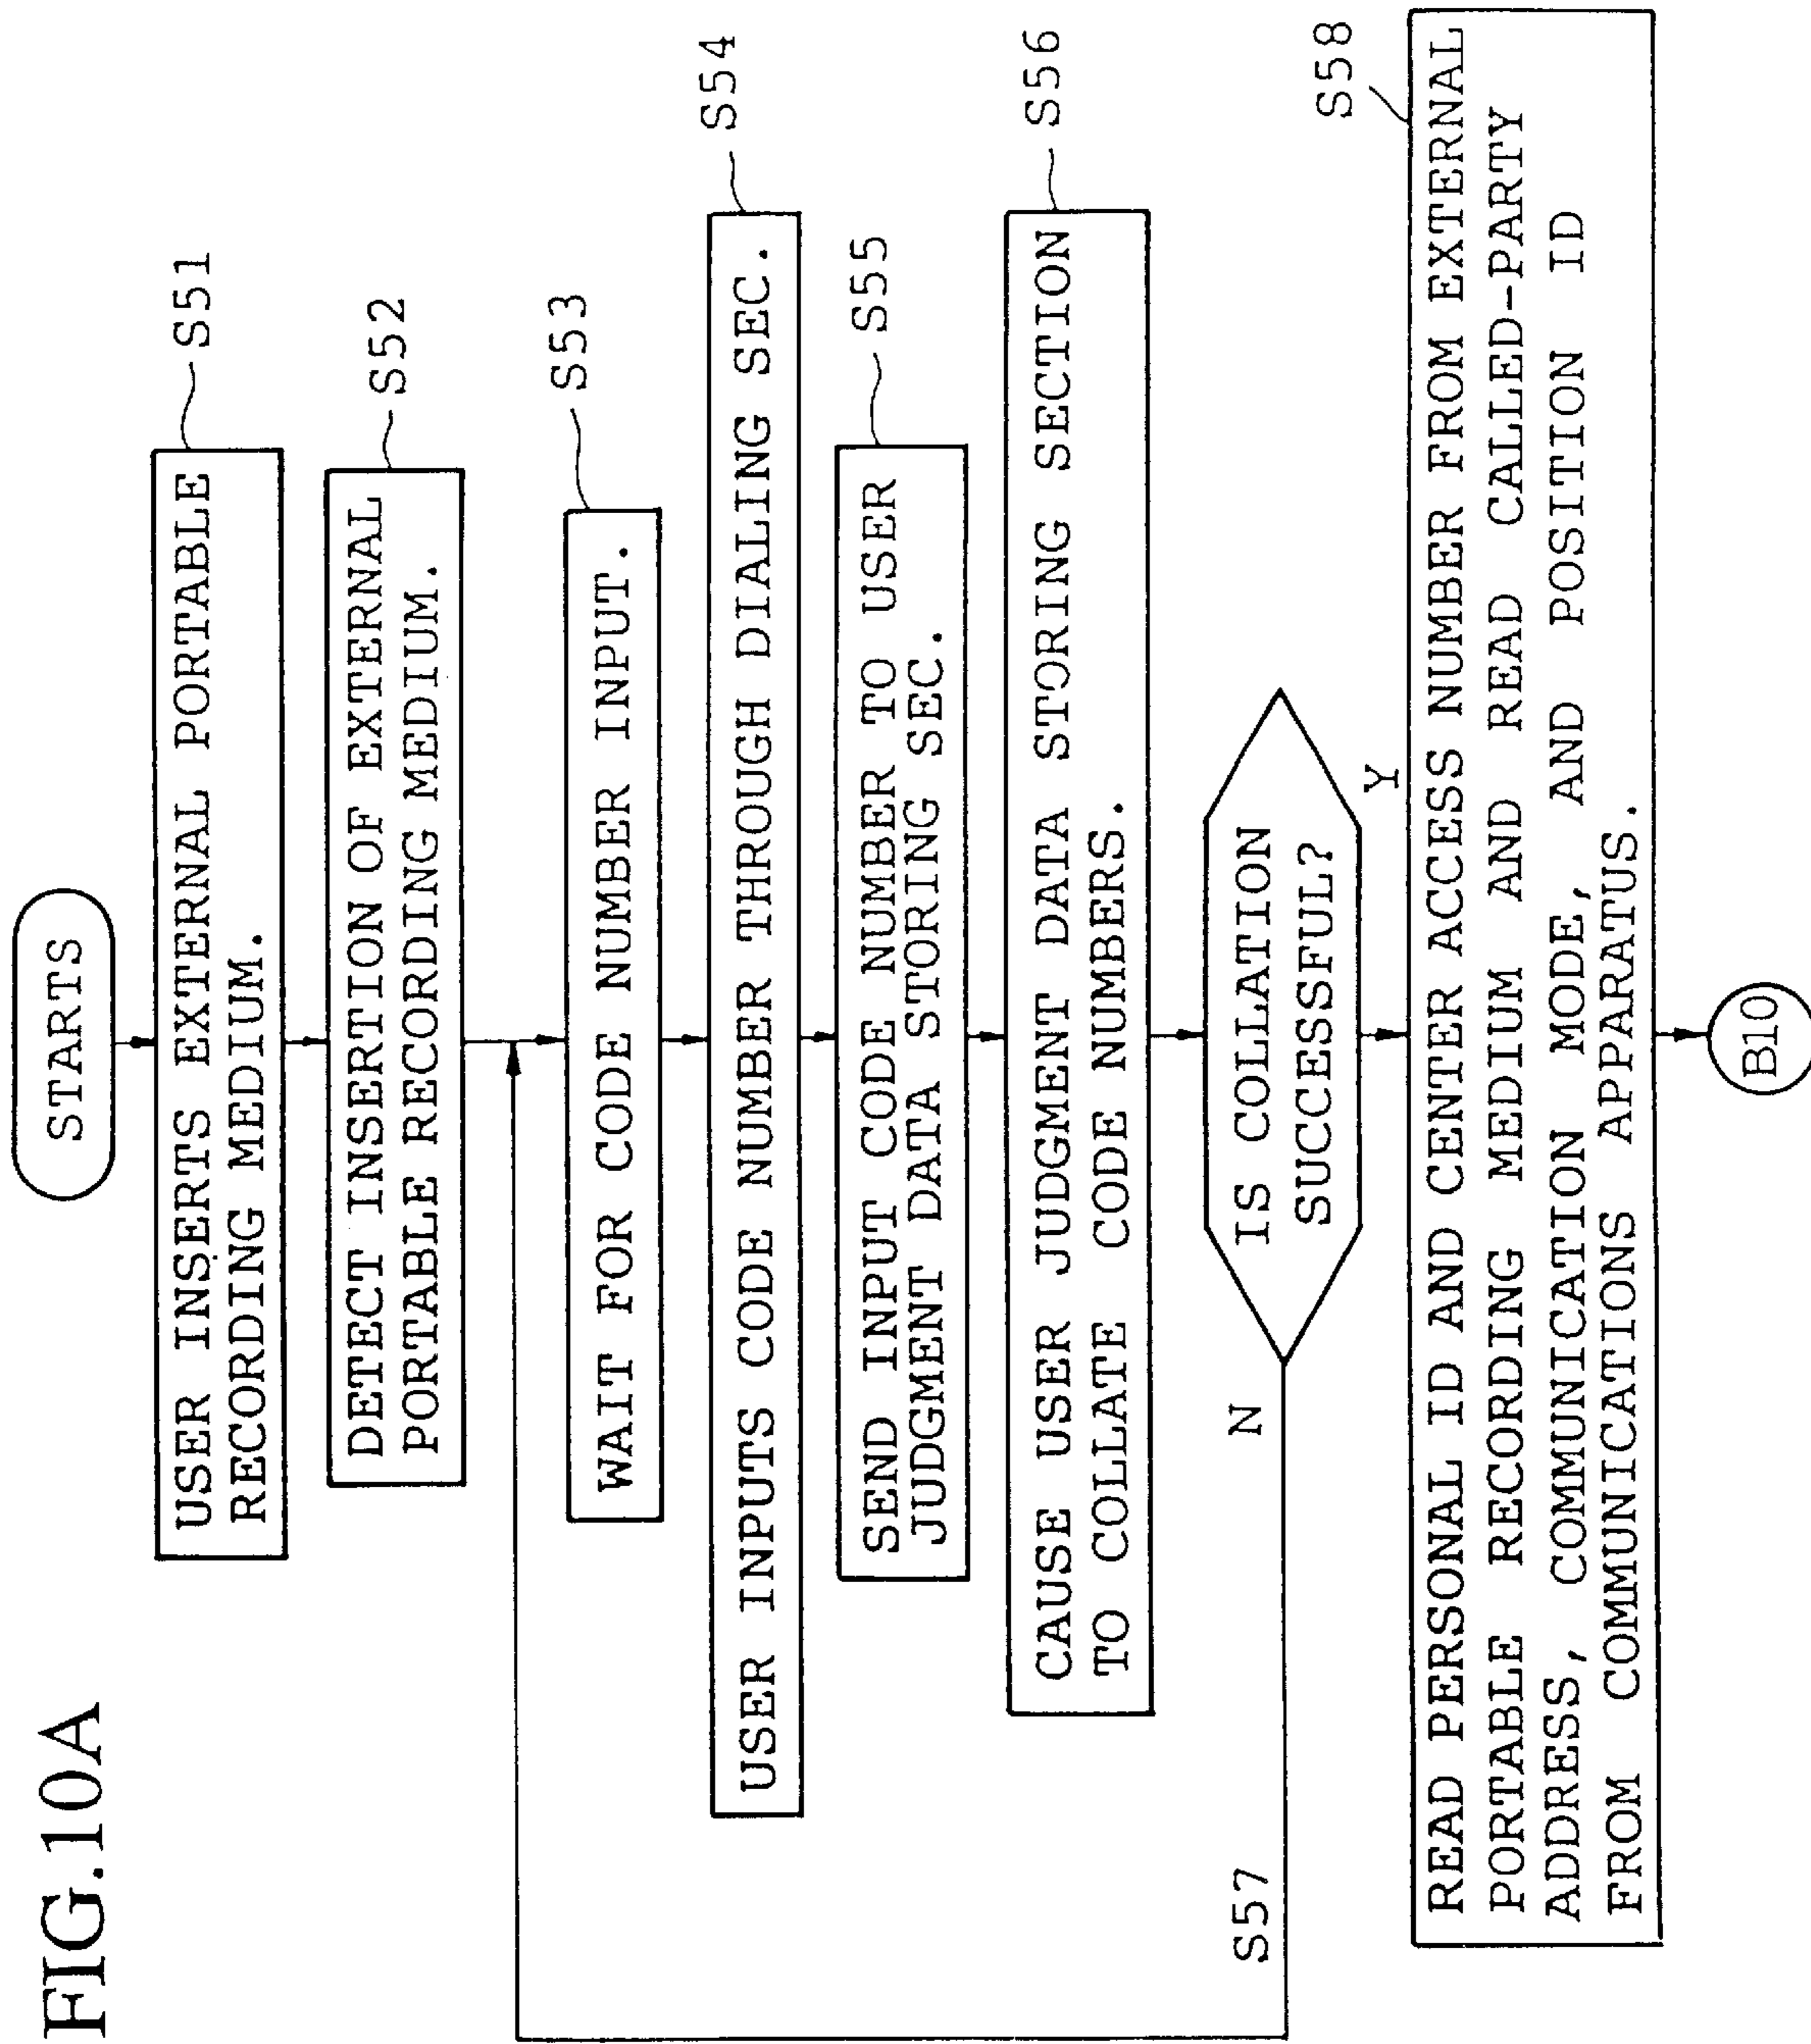 FIG.10A
STARTS
USER INSERTS EXTERNAL PORTABLE
RECORDING MEDIUM.
S51
DETECT INSERTION OF EXTERNAL
PORTABLE RECORDING MEDIUM.
S52
WAIT FOR CODE NUMBER INPUT.
S53
USER INPUTS CODE NUMBER THROUGH DIALING SEC.
S54
SEND INPUT CODE NUMBER TO USER
JUDGMENT DATA STORING SEC.
S55
CAUSE USER JUDGMENT DATA STORING SECTION
TO COLLATE CODE NUMBERS.
S56
IS COLLATION
SUCCESSFUL?
N
S57
Y
S58
READ PERSONAL ID AND CENTER ACCESS NUMBER FROM EXTERNAL
PORTABLE RECORDING MEDIUM AND READ CALLED-PARTY
ADDRESS, COMMUNICATION MODE, AND POSITION ID
FROM COMMUNICATIONS APPARATUS.
B10